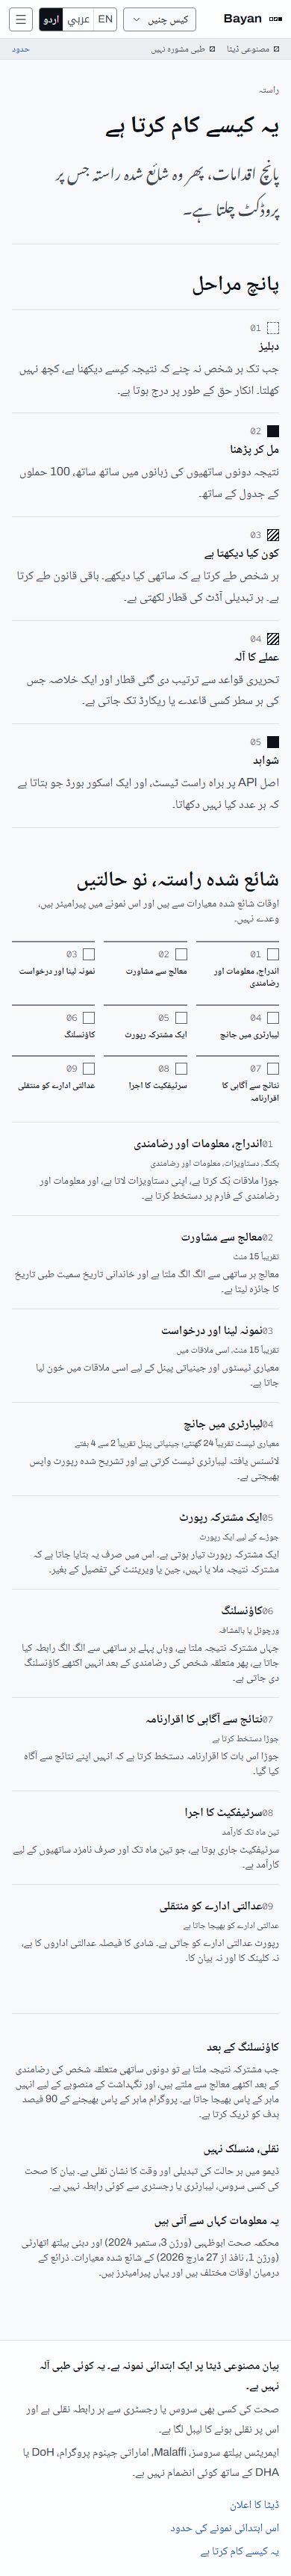 Bayan
کیس چنیں
EN
عربي
اردو
مصنوعی ڈیٹا
طبی مشورہ نہیں
حدود
راستہ
یہ کیسے کام کرتا ہے
پانچ اقدامات، پھر وہ شائع شدہ راستہ جس پر
پروڈکٹ چلتا ہے۔
پانچ مراحل
01
دہلیز
جب تک ہر شخص نہ چنے کہ نتیجہ کیسے دیکھنا ہے، کچھ نہیں
کھلتا۔ انکار حق کے طور پر درج ہوتا ہے۔
02
مل کر پڑھنا
نتیجہ دونوں ساتھیوں کی زبانوں میں ساتھ ساتھ، 100 حملوں
کے جدول کے ساتھ۔
03
کون کیا دیکھتا ہے
ہر شخص طے کرتا ہے کہ ساتھی کیا دیکھے۔ باقی قانون طے کرتا
ہے۔ ہر تبدیلی آڈٹ کی قطار لکھتی ہے۔
04
عملے کا آلہ
تحریری قواعد سے ترتیب دی گئی قطار اور ایک خلاصہ جس
کی ہر سطر کسی قاعدے یا ریکارڈ تک جاتی ہے۔
05
شواہد
اصل API پر براہ راست ٹیسٹ، اور ایک اسکور بورڈ جو بتاتا ہے
کہ ہر عدد کیا نہیں دکھاتا۔
شائع شدہ راستہ، نو حالتیں
اوقات شائع شدہ معیارات سے ہیں اور اس نمونے میں پیرامیٹر ہیں،
وعدے نہیں۔
01
اندراج، معلومات اور
رضامندی
02
معالج سے مشاورت
03
نمونہ لینا اور درخواست
04
لیبارٹری میں جانچ
05
ایک مشترکہ رپورٹ
06
کاؤنسلنگ
07
نتائج سے آگاہی کا
اقرارنامہ
08
سرٹیفکیٹ کا اجرا
09
عدالتی ادارے کو منتقلی
01اندراج، معلومات اور رضامندی
بکنگ، دستاویزات، معلومات اور رضامندی
جوڑا ملاقات بُک کرتا ہے، اپنی دستاویزات لاتا ہے، اور معلومات اور
رضامندی کے فارم پر دستخط کرتا ہے۔
02معالج سے مشاورت
تقریباً 15 منٹ
معالج ہر ساتھی سے الگ الگ ملتا ہے اور خاندانی تاریخ سمیت طبی تاریخ
کا جائزہ لیتا ہے۔
03نمونہ لینا اور درخواست
تقریباً 15 منٹ، اسی ملاقات میں
معیاری ٹیسٹوں اور جینیاتی پینل کے لیے اسی ملاقات میں خون لیا
جاتا ہے۔
04لیبارٹری میں جانچ
معیاری ٹیسٹ تقریباً 24 گھنٹے؛ جینیاتی پینل تقریباً 2 سے 4 ہفتے
لائسنس یافتہ لیبارٹری ٹیسٹ کرتی ہے اور تشریح شدہ رپورٹ واپس
بھیجتی ہے۔
05ایک مشترکہ رپورٹ
جوڑے کے لیے ایک رپورٹ
ایک مشترکہ رپورٹ تیار ہوتی ہے۔ اس میں صرف یہ بتایا جاتا ہے کہ
مشترکہ نتیجہ ملا یا نہیں، جین یا ویریئنٹ کی تفصیل کے بغیر۔
06کاؤنسلنگ
ورچوئل یا بالمشافہ
جہاں مشترکہ نتیجہ ملتا ہے، وہاں پہلے ہر ساتھی سے الگ الگ رابطہ کیا
جاتا ہے، پھر متعلقہ شخص کی رضامندی کے بعد انہیں اکٹھے کاؤنسلنگ
دی جاتی ہے۔
07نتائج سے آگاہی کا اقرارنامہ
جوڑا دستخط کرتا ہے
جوڑا اس بات کا اقرارنامہ دستخط کرتا ہے کہ انہیں اپنے نتائج سے آگاہ
کیا گیا۔
08سرٹیفکیٹ کا اجرا
تین ماہ تک کارآمد
سرٹیفکیٹ جاری ہوتا ہے، جو تین ماہ تک اور صرف نامزد ساتھیوں کے لیے
کارآمد ہے۔
09عدالتی ادارے کو منتقلی
عدالتی ادارے کو بھیجا جاتا ہے
رپورٹ عدالتی ادارے کو جاتی ہے۔ شادی کا فیصلہ عدالتی اداروں کا ہے،
نہ کلینک کا اور نہ بیان کا۔
کاؤنسلنگ کے بعد
جب مشترکہ نتیجہ ملتا ہے تو دونوں ساتھی متعلقہ شخص کی رضامندی
کے بعد اکٹھے معالج سے ملتے ہیں، اور نگہداشت کے منصوبے کے لیے انہیں
ماہر کے پاس بھیجا جاتا ہے۔ پروگرام ماہر کے پاس بھیجنے کے 90 فیصد
ہدف کو ٹریک کرتا ہے۔
نقلی، منسلک نہیں
ڈیمو میں ہر حالت کی تبدیلی اور وقت کا نشان نقلی ہے۔ بیان کا صحت
کی کسی سروس، لیبارٹری یا رجسٹری سے کوئی رابطہ نہیں ہے۔
یہ معلومات کہاں سے آتی ہیں
محکمہ صحت ابوظہبی (ورژن 3، ستمبر 2024) اور دبئی ہیلتھ اتھارٹی
(ورژن 1، نافذ از 27 مارچ 2026) کے شائع شدہ معیارات۔ ذرائع کے
درمیان اوقات مختلف ہیں اور یہاں پیرامیٹرز ہیں۔
بیان مصنوعی ڈیٹا پر ایک ابتدائی نمونہ ہے۔ یہ کوئی طبی آلہ
نہیں ہے۔
صحت کی کسی بھی سروس یا رجسٹری سے ہر رابطہ نقلی ہے اور
اس پر نقلی ہونے کا لیبل لگا ہے۔
ایمریٹس ہیلتھ سروسز، Malaffi، اماراتی جینوم پروگرام، DoH یا
DHA کے ساتھ کوئی انضمام نہیں ہے۔
ڈیٹا کا اعلان
اس ابتدائی نمونے کی حدود
یہ کیسے کام کرتا ہے